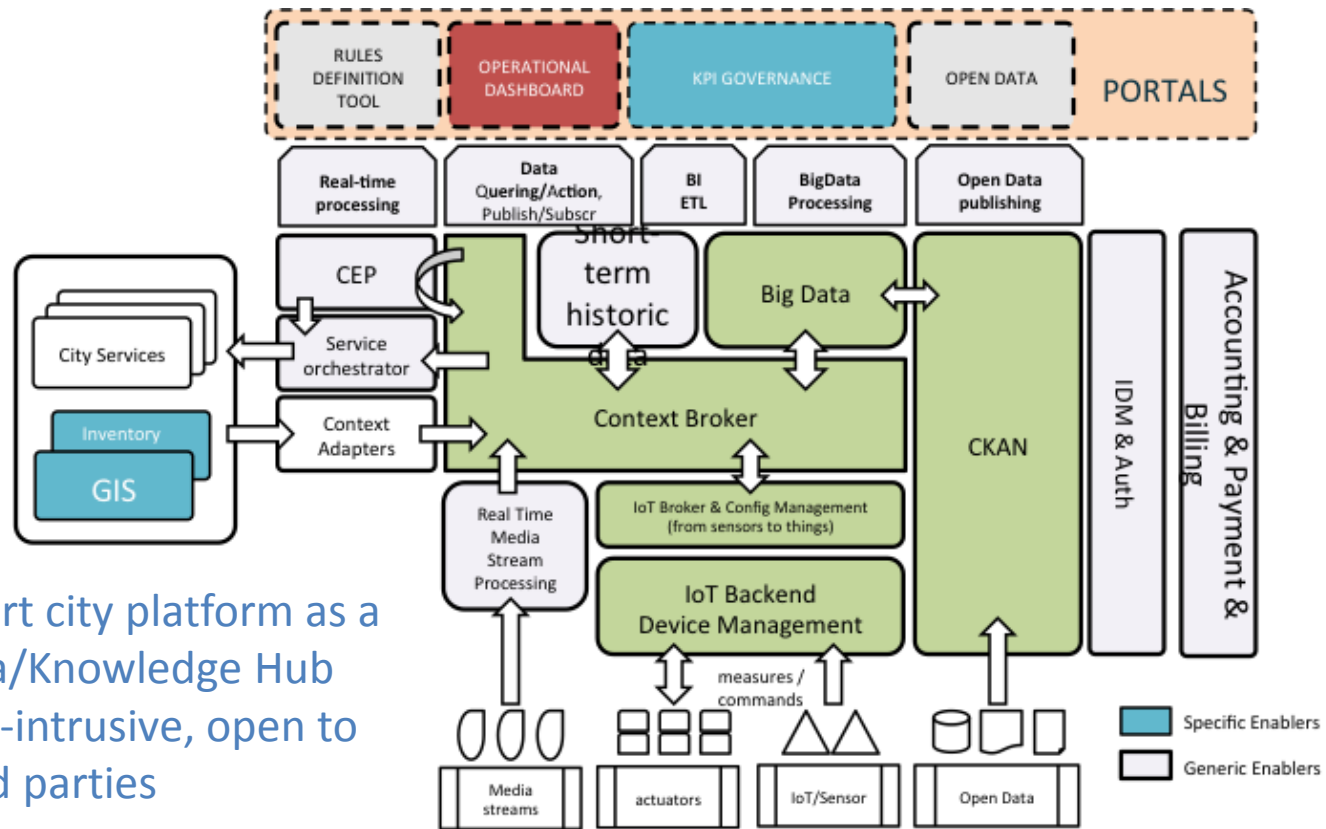 RULES
DEFINITION
TOOL
OPERATIONAL
DASHBOARD
KPI GOVERNANCE
OPEN DATA
PORTALS
Real-time
processing
Data
Quering/Action,
Publish/Subscr
BI
ETL
BigData
Processing
Open Data
publishing
CEP
Short-
term
historic
data
Big Data
City Services
Service
orchestrator
Context Broker
CKAN
IDM & Auth
Accounting & Payment &
Billing
Inventory
GIS
Context
Adapters
Real Time
Media
Stream
Processing
IoT Broker & Config Management
(from sensors to things)
IoT Backend
Device Management
rt city platform as a
a/Knowledge Hub
-intrusive, open to
d parties
measures /
commands
Specific Enablers
Generic Enablers
Media
streams
actuators
IoT/Sensor
Open Data